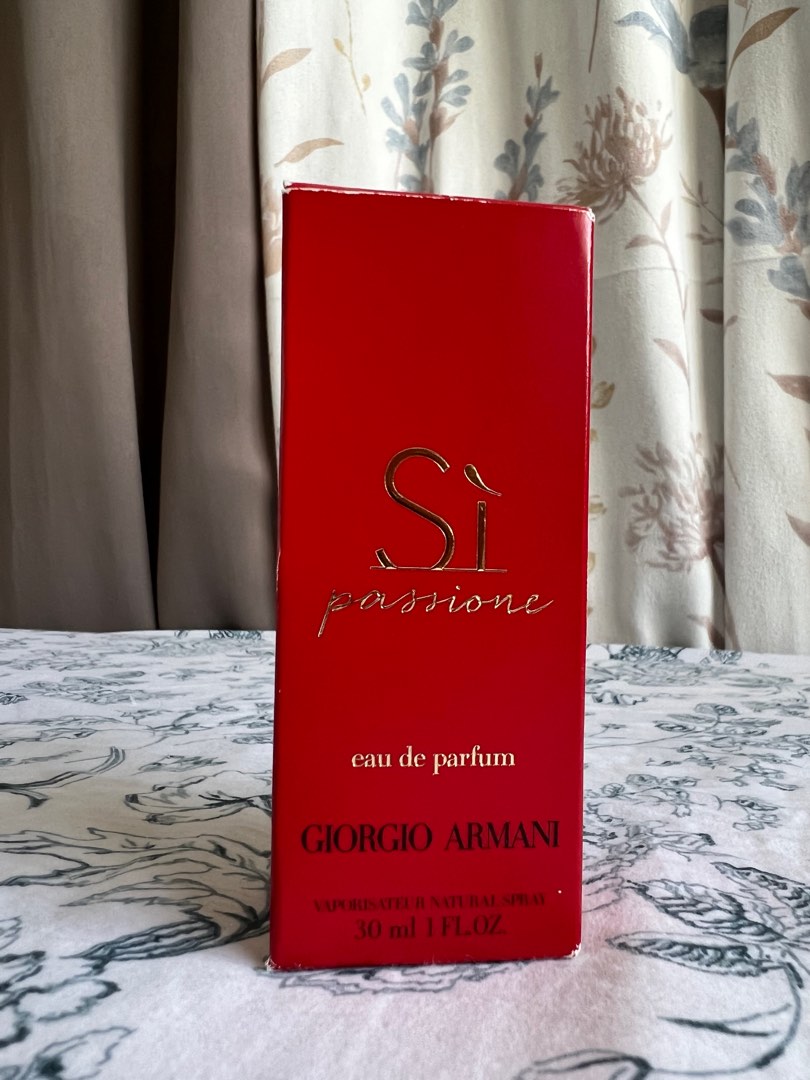 Sì
passione
eau de parfum
GIORGIO ARMANI
VAPORISATEUR NATURAL SPRAY
30 ml 1 FL.OZ.